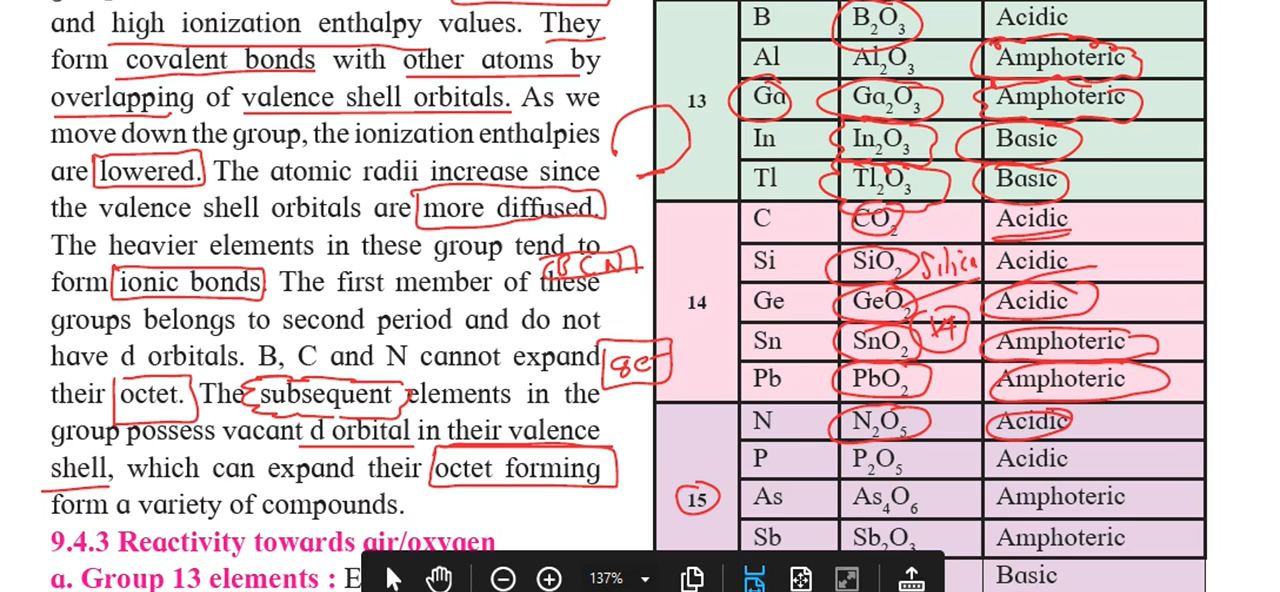 and high ionization enthalpy values. They
form covalent bonds with other atoms by
overlapping of valence shell orbitals. As we
move down the group, the ionization enthalpies
are lowered. The atomic radii increase since
the valence shell orbitals are more diffused.
The heavier elements in these group tend to
form ionic bonds. The first member of these
B C N
groups belongs to second period and do not
have d orbitals. B, C and N cannot expand
8e⁻
their octet. The subsequent elements in the
group possess vacant d orbital in their valence
shell, which can expand their octet forming
form a variety of compounds.
9.4.3 Reactivity towards air/oxygen
a. Group 13 elements : E
13
B B₂O₃ Acidic
Al Al₂O₃ Amphoteric
Ga Ga₂O₃ Amphoteric
In In₂O₃ Basic
Tl Tl₂O₃ Basic
14
C CO₂ Acidic
Si SiO₂ Silica Acidic
Ge GeO₂ Acidic
Sn SnO₂ Amphoteric
Pb PbO₂ Amphoteric
15
N N₂O₅ Acidic
P P₂O₅ Acidic
As As₄O₆ Amphoteric
Sb Sb₂O₃ Amphoteric
Basic
137%